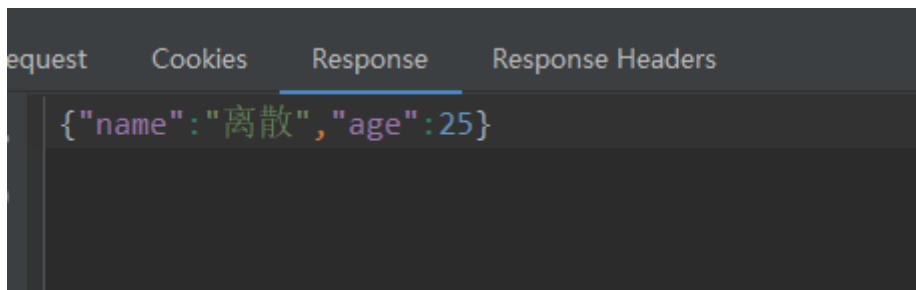 equest Cookies Response Response Headers
{"name":"离散","age":25}